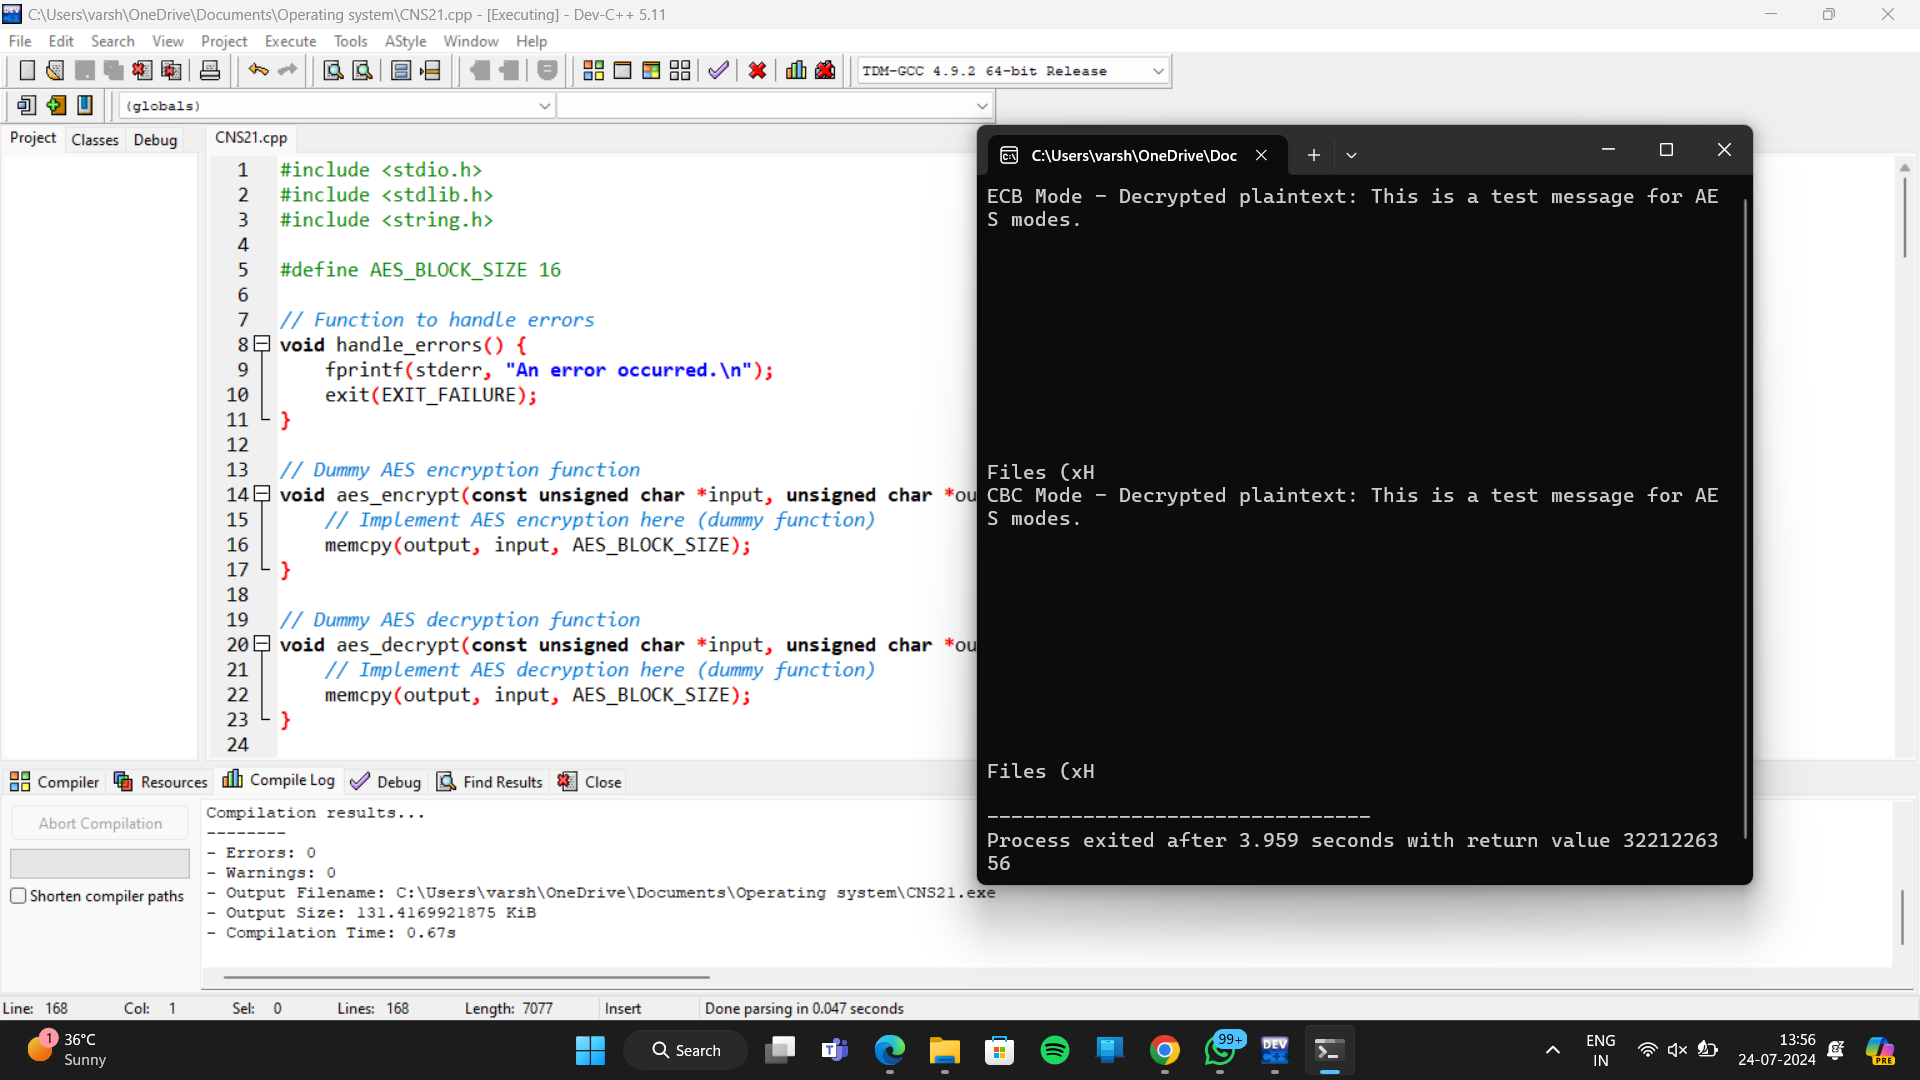 C:\Users\varsh\OneDrive\Documents\Operating system\CNS21.cpp - [Executing] - Dev-C++ 5.11
File Edit Search View Project Execute Tools AStyle Window Help
TDM-GCC 4.9.2 64-bit Release
(globals)
Project Classes Debug
CNS21.cpp
1 #include <stdio.h>
2 #include <stdlib.h>
3 #include <string.h>
4
5 #define AES_BLOCK_SIZE 16
6
7 // Function to handle errors
8 void handle_errors() {
9 fprintf(stderr, "An error occurred.\n");
10 exit(EXIT_FAILURE);
11 }
12
13 // Dummy AES encryption function
14 void aes_encrypt(const unsigned char *input, unsigned char *ou
15 // Implement AES encryption here (dummy function)
16 memcpy(output, input, AES_BLOCK_SIZE);
17 }
18
19 // Dummy AES decryption function
20 void aes_decrypt(const unsigned char *input, unsigned char *ou
21 // Implement AES decryption here (dummy function)
22 memcpy(output, input, AES_BLOCK_SIZE);
23 }
24
C:\Users\varsh\OneDrive\Doc
ECB Mode - Decrypted plaintext: This is a test message for AE
S modes.
Files (xH
CBC Mode - Decrypted plaintext: This is a test message for AE
S modes.
Files (xH
--------------------------------
Process exited after 3.959 seconds with return value 32212263
56
Compiler Resources Compile Log Debug Find Results Close
Abort Compilation
Shorten compiler paths
Compilation results...
--------
- Errors: 0
- Warnings: 0
- Output Filename: C:\Users\varsh\OneDrive\Documents\Operating system\CNS21.exe
- Output Size: 131.4169921875 KiB
- Compilation Time: 0.67s
Line: 168 Col: 1 Sel: 0 Lines: 168 Length: 7077 Insert Done parsing in 0.047 seconds
1
36°C
Sunny
Search
99+
DEV
C++
ENG
IN
13:56
24-07-2024
PRE